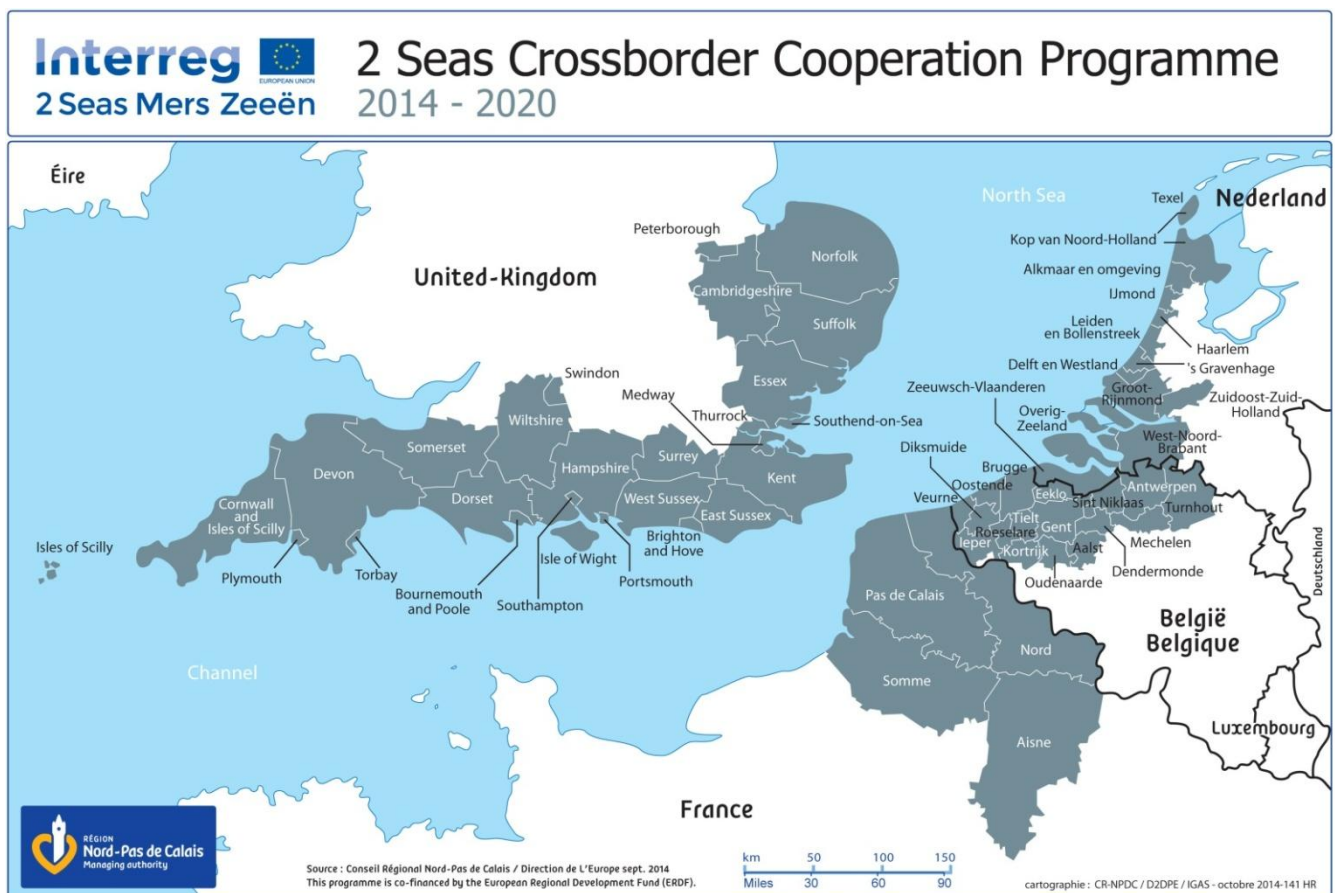 Interreg
EUROPEAN UNION
2 Seas Mers Zeeën
2 Seas Crossborder Cooperation Programme
2014 - 2020
Éire
United-Kingdom
North Sea
Nederland
Texel
Kop van Noord-Holland
Alkmaar en omgeving
IJmond
Leiden
en Bollenstreek
Haarlem
Delft en Westland
's Gravenhage
Groot-
Rijnmond
Zuidoost-Zuid-
Holland
Zeeuwsch-Vlaanderen
Overig-
Zeeland
West-Noord-
Brabant
Peterborough
Norfolk
Cambridgeshire
Suffolk
Essex
Swindon
Medway
Thurrock
Southend-on-Sea
Wiltshire
Somerset
Hampshire
Surrey
Kent
Devon
Dorset
West Sussex
East Sussex
Cornwall
and
Isles of Scilly
Isles of Scilly
Plymouth
Torbay
Bournemouth
and Poole
Southampton
Isle of Wight
Portsmouth
Brighton
and Hove
Diksmuide
Brugge
Oostende
Veurne
Eeklo
Sint Niklaas
Antwerpen
Turnhout
Tielt
Roeselare
Gent
Ieper
Kortrijk
Aalst
Mechelen
Dendermonde
Oudenaarde
Pas de Calais
Nord
Somme
Aisne
België
Belgique
Deutschland
Luxembourg
France
Channel
RÉGION
Nord-Pas de Calais
Managing authority
Source : Conseil Régional Nord-Pas de Calais / Direction de L'Europe sept. 2014
This programme is co-financed by the European Regional Development Fund (ERDF).
km 50 100 150
Miles 30 60 90
cartographie : CR-NPDC / D2DPE / IGAS - octobre 2014-141 HR